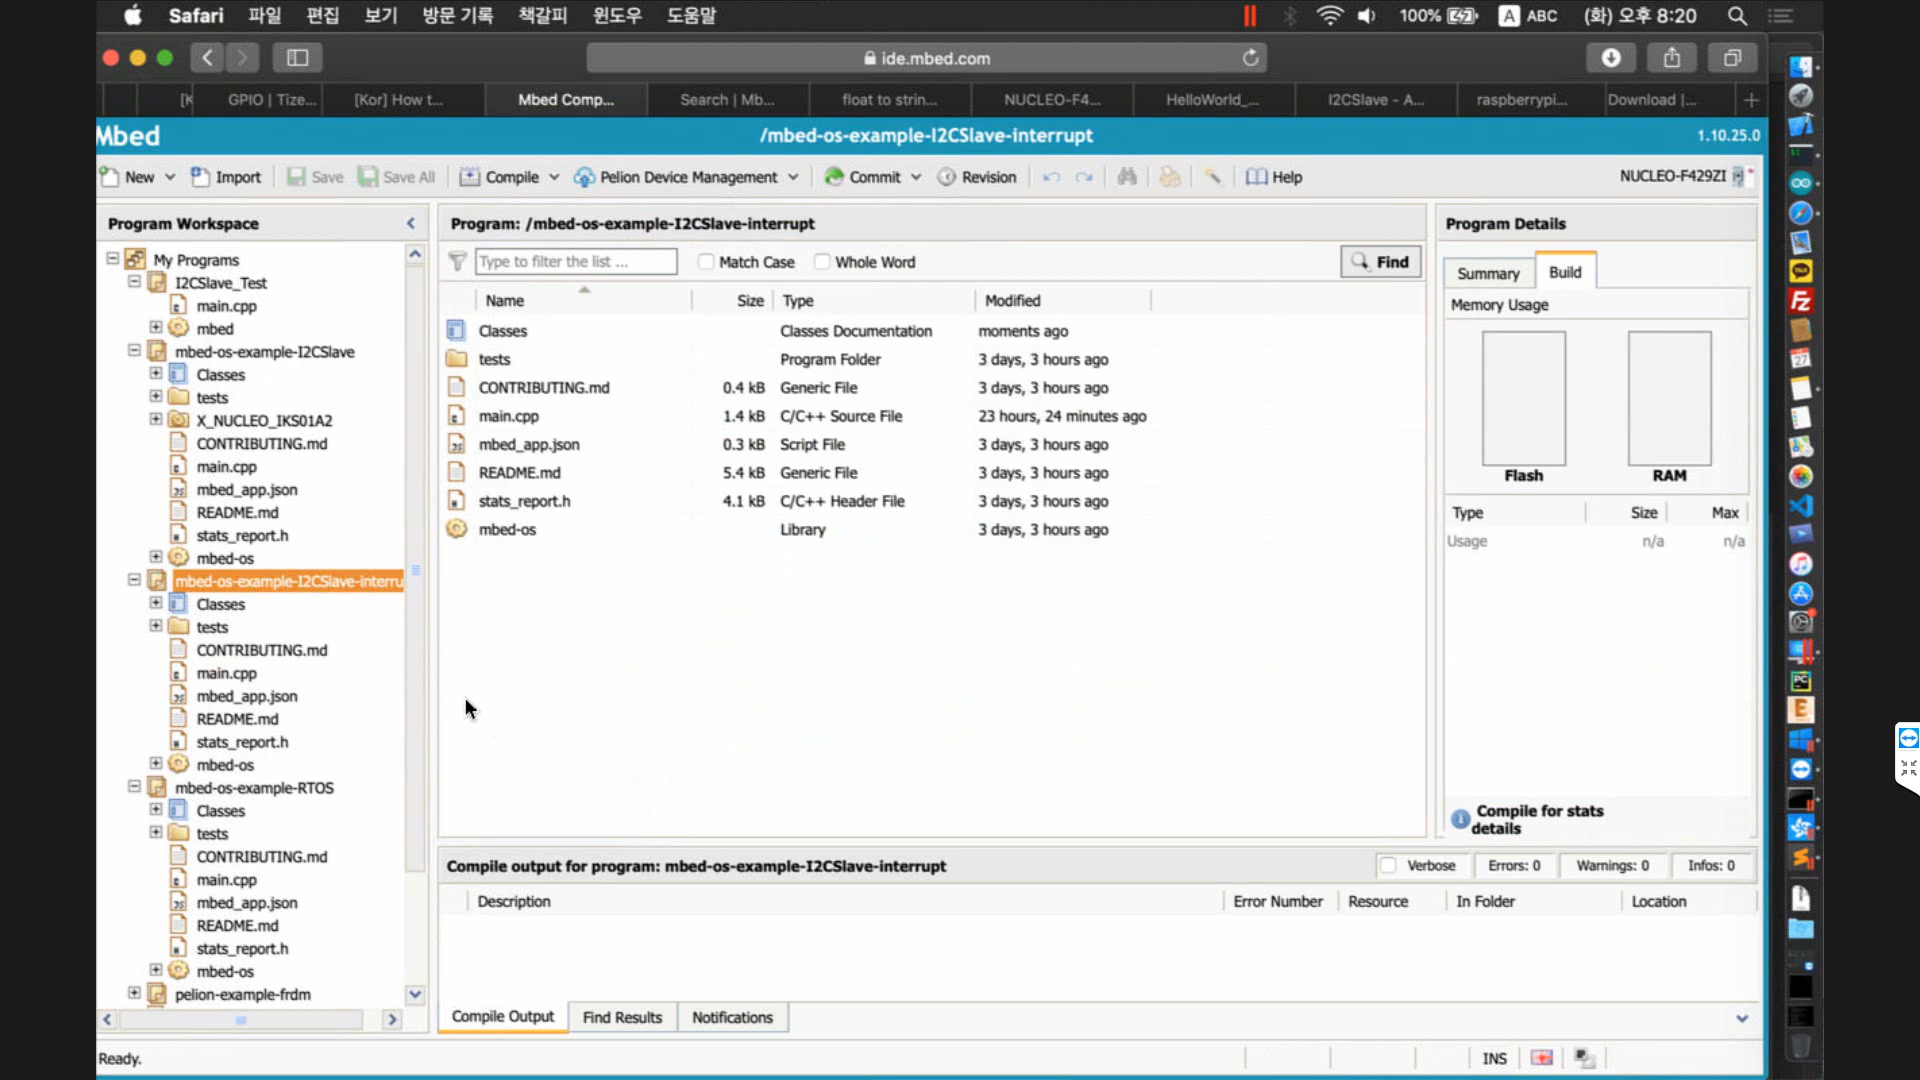 Safari 파일 편집 보기 방문 기록 책갈피 윈도우 도움말 100% A ABC (화) 오후 8:20
ide.mbed.com
[K GPIO | Tize... [Kor] How t... Mbed Comp... Search | Mb... float to strin... NUCLEO-F4... HelloWorld_... I2CSlave - A... raspberrypi... Download |...
Mbed /mbed-os-example-I2CSlave-interrupt 1.10.25.0
New Import Save Save All Compile Pelion Device Management Commit Revision Help NUCLEO-F429ZI
Program Workspace
My Programs
I2CSlave_Test
main.cpp
mbed
mbed-os-example-I2CSlave
Classes
tests
X_NUCLEO_IKS01A2
CONTRIBUTING.md
main.cpp
mbed_app.json
README.md
stats_report.h
mbed-os
mbed-os-example-I2CSlave-interru
Classes
tests
CONTRIBUTING.md
main.cpp
mbed_app.json
README.md
stats_report.h
mbed-os
mbed-os-example-RTOS
Classes
tests
CONTRIBUTING.md
main.cpp
mbed_app.json
README.md
stats_report.h
mbed-os
pelion-example-frdm
Program: /mbed-os-example-I2CSlave-interrupt
Type to filter the list ... Match Case Whole Word Find
Name Size Type Modified
Classes Classes Documentation moments ago
tests Program Folder 3 days, 3 hours ago
CONTRIBUTING.md 0.4 kB Generic File 3 days, 3 hours ago
main.cpp 1.4 kB C/C++ Source File 23 hours, 24 minutes ago
mbed_app.json 0.3 kB Script File 3 days, 3 hours ago
README.md 5.4 kB Generic File 3 days, 3 hours ago
stats_report.h 4.1 kB C/C++ Header File 3 days, 3 hours ago
mbed-os Library 3 days, 3 hours ago
Program Details
Summary Build
Memory Usage
Flash RAM
Type Size Max
Usage n/a n/a
Compile for stats
details
Compile output for program: mbed-os-example-I2CSlave-interrupt Verbose Errors: 0 Warnings: 0 Infos: 0
Description Error Number Resource In Folder Location
Compile Output Find Results Notifications
Ready. INS